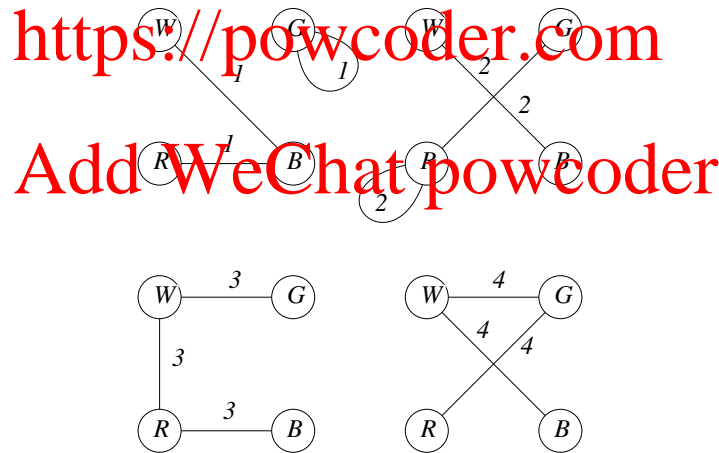 https://powcoder.com
W G W G
1 1 2 2
Add WeChat powcoder
R 1 B R B
2
W 3 G W 4 G
3 4 4
R 3 B R B